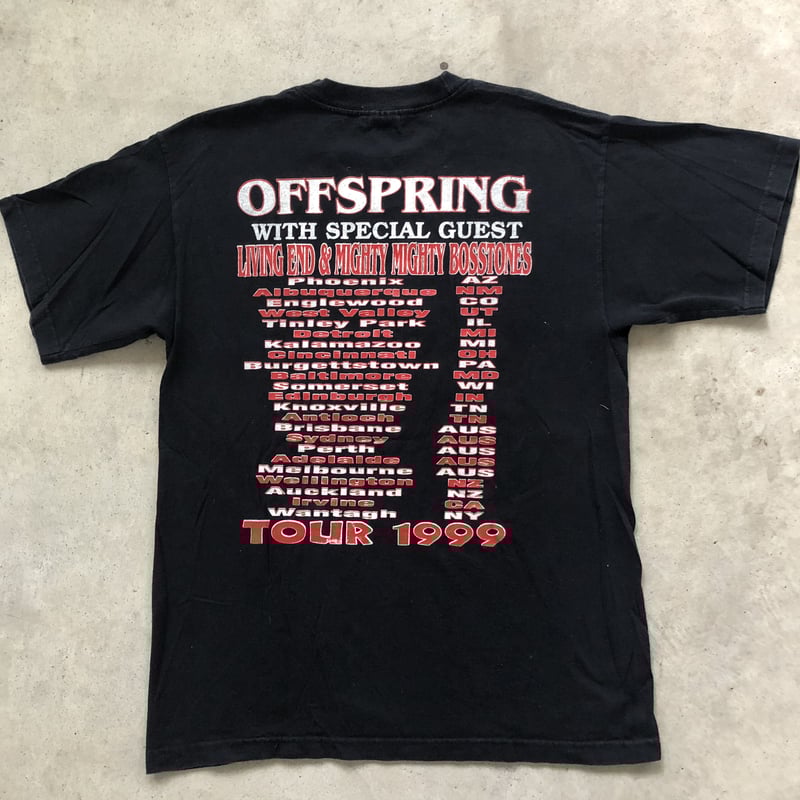 OFFSPRING
WITH SPECIAL GUEST
LIVING END & MIGHTY MIGHTY BOSSTONES
Phoenix AZ
Albuquerque NM
Englewood CO
West Valley UT
Tinley Park IL
Detroit MI
Kalamazoo MI
Cincinnati OH
Burgettstown PA
Baltimore MD
Somerset WI
Edinburgh IN
Knoxville TN
Antioch TN
Brisbane AUS
Sydney AUS
Perth AUS
Adelaide AUS
Melbourne AUS
Wellington NZ
Auckland NZ
Irvine CA
Wantagh NY
TOUR 1999